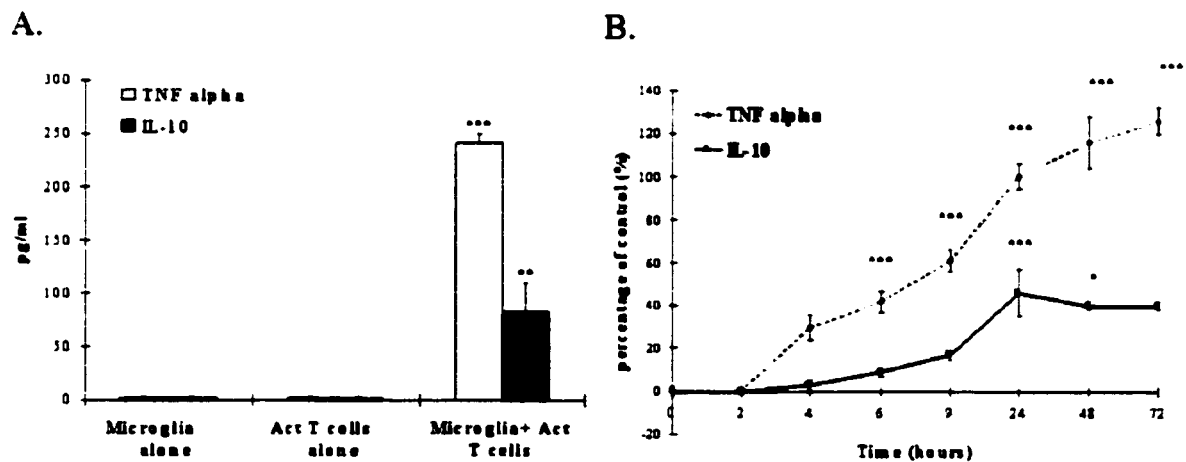 A.
300
250
200
150
100
50
0
pg/ml
TNF alpha
IL-10
***
**
Microglia alone
Act T cells alone
Microglia+ Act T cells
B.
140
120
100
80
60
40
20
0
-20
percentage of control (%)
TNF alpha
IL-10
***
***
***
***
***
***
*
0
2
4
6
9
24
48
72
Time (hours)